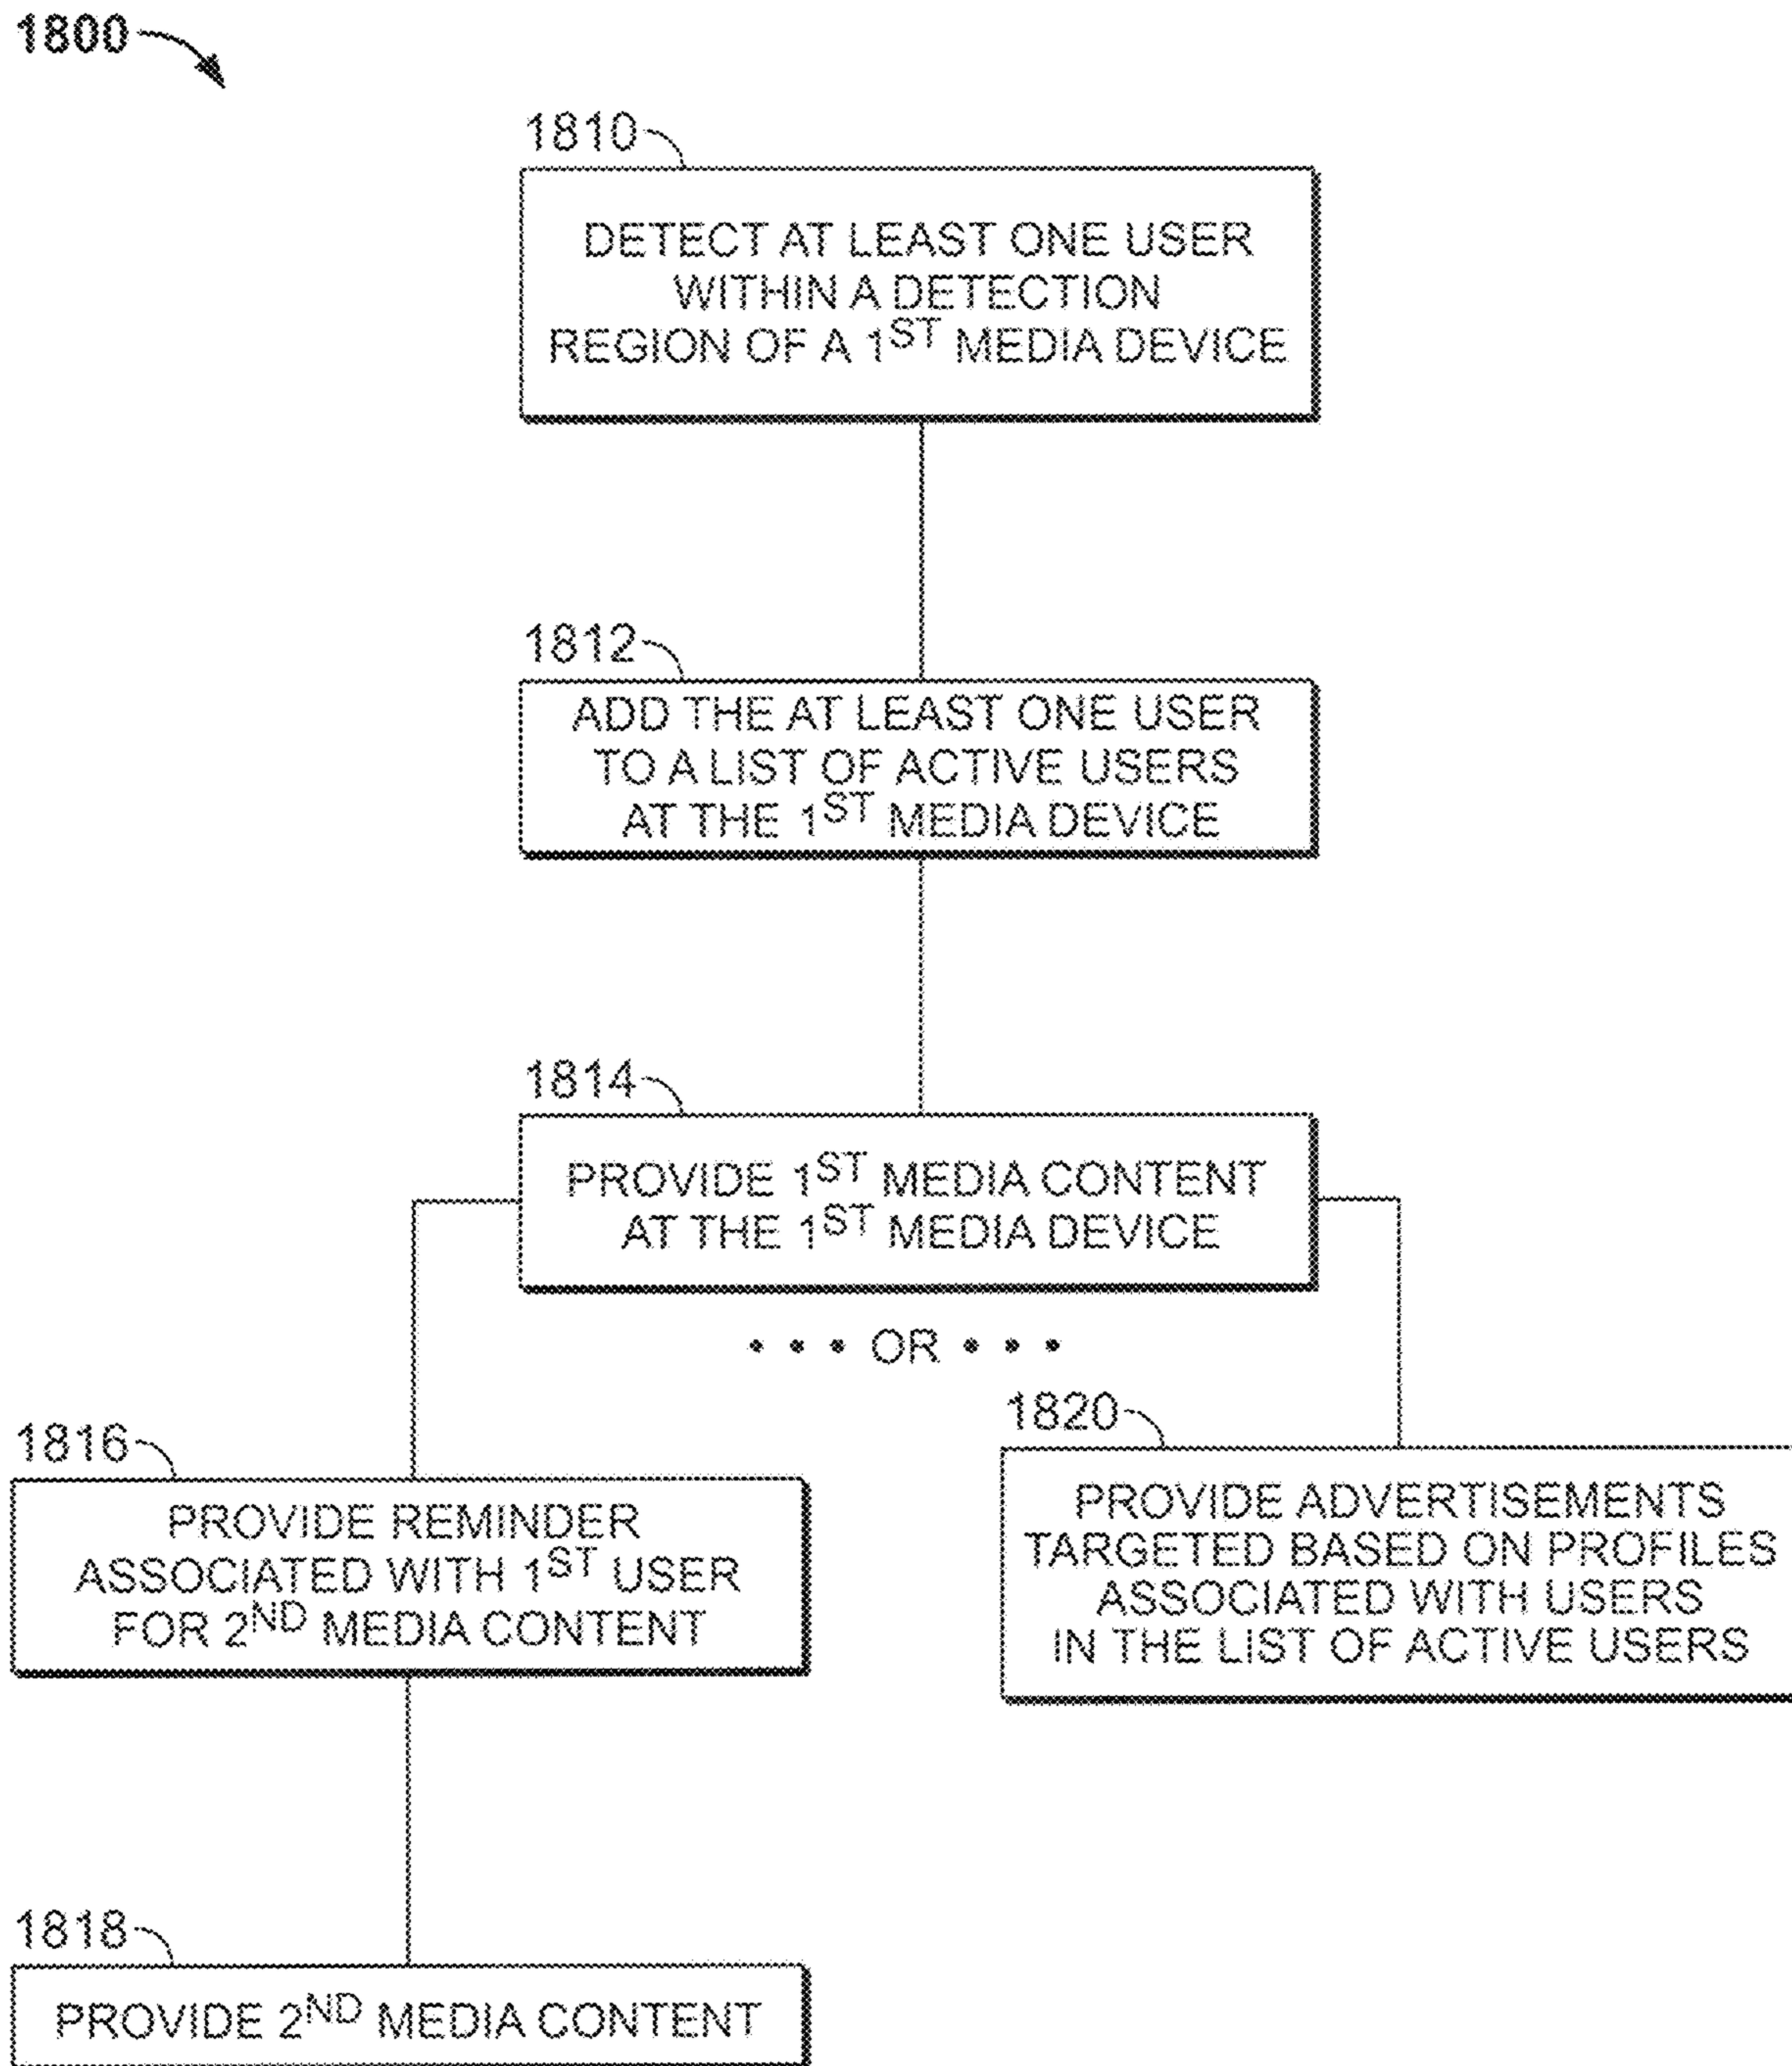 1800
1810
DETECT AT LEAST ONE USER
WITHIN A DETECTION
REGION OF A 1ST MEDIA DEVICE
1812
ADD THE AT LEAST ONE USER
TO A LIST OF ACTIVE USERS
AT THE 1ST MEDIA DEVICE
1814
PROVIDE 1ST MEDIA CONTENT
AT THE 1ST MEDIA DEVICE
• • • OR • • •
1816
PROVIDE REMINDER
ASSOCIATED WITH 1ST USER
FOR 2ND MEDIA CONTENT
1820
PROVIDE ADVERTISEMENTS
TARGETED BASED ON PROFILES
ASSOCIATED WITH USERS
IN THE LIST OF ACTIVE USERS
1818
PROVIDE 2ND MEDIA CONTENT